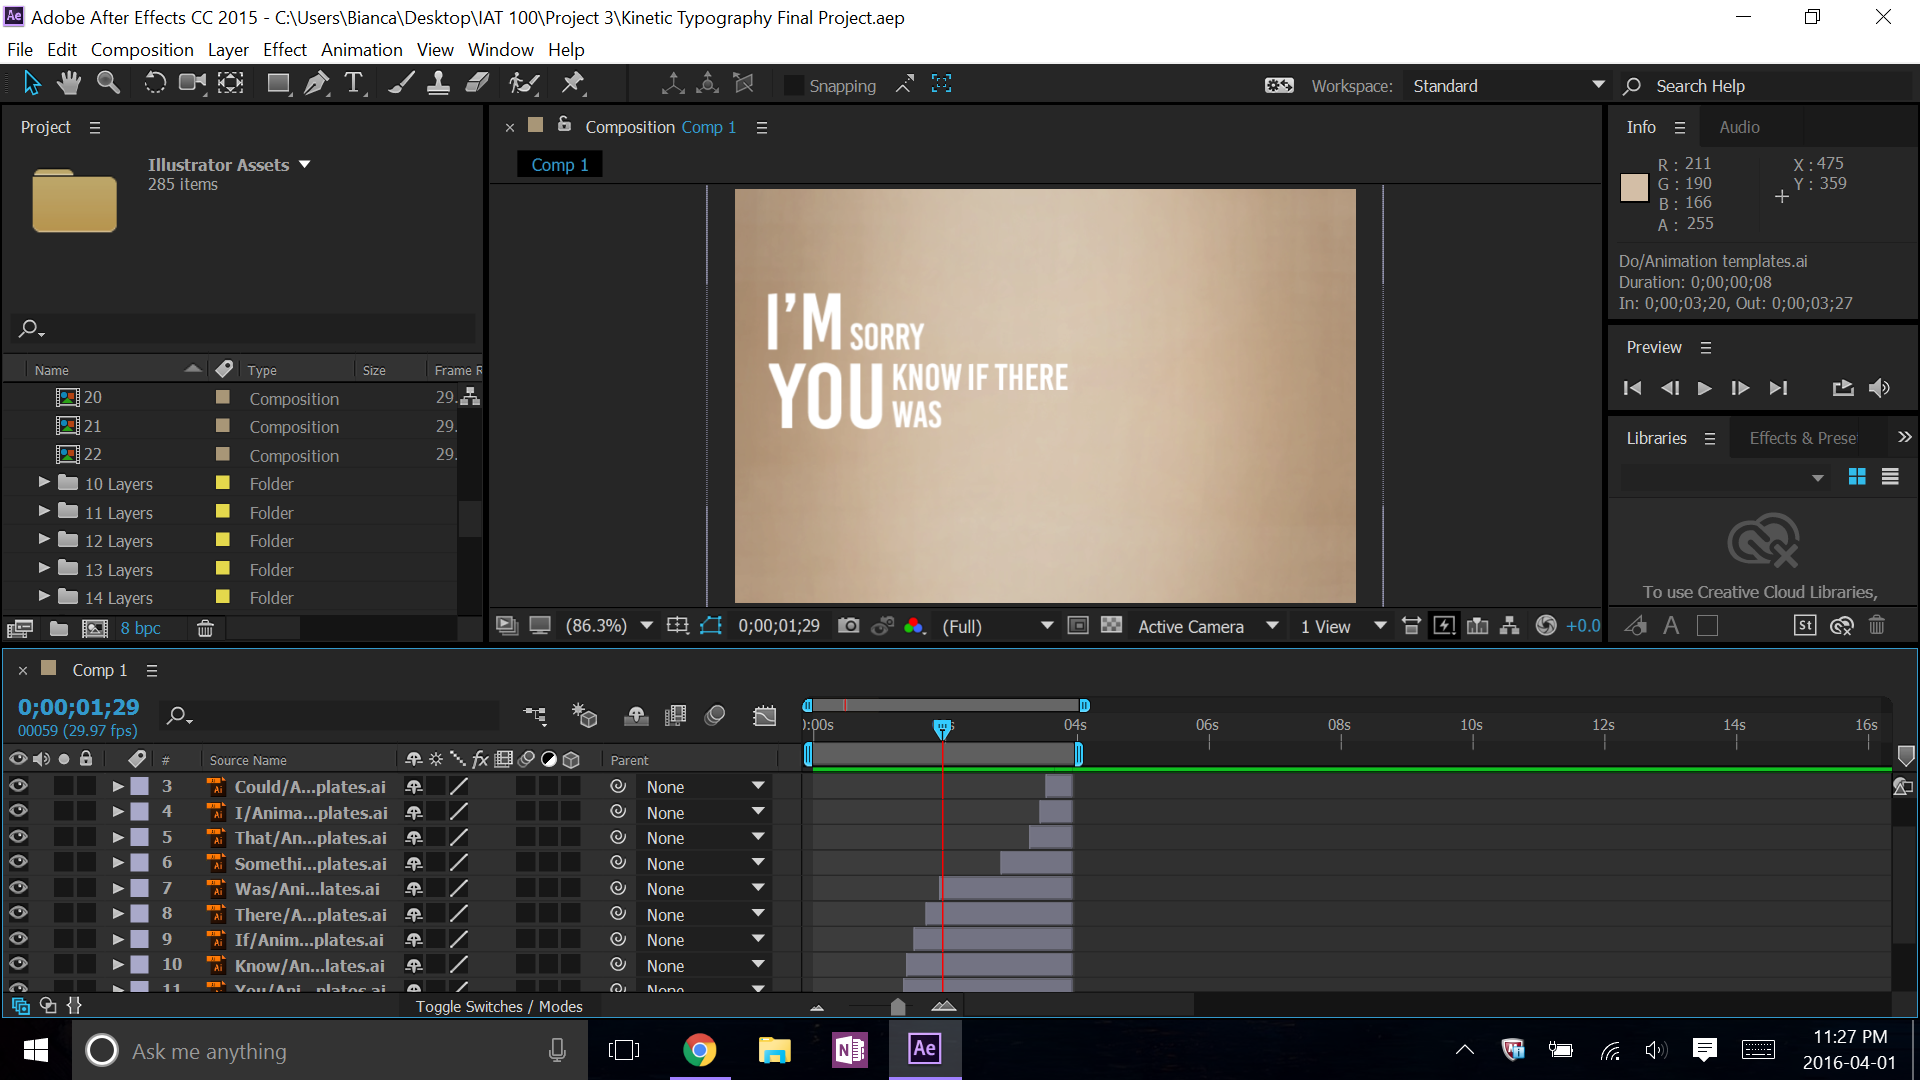 Adobe After Effects CC 2015 - C:\Users\Bianca\Desktop\IAT 100\Project 3\Kinetic Typography Final Project.aep
File Edit Composition Layer Effect Animation View Window Help
Snapping
Workspace: Standard
Search Help
Project
Illustrator Assets
285 items
Name Type Size Frame R
20 Composition 29.
21 Composition 29.
22 Composition 29.
10 Layers Folder
11 Layers Folder
12 Layers Folder
13 Layers Folder
14 Layers Folder
8 bpc
Composition Comp 1
Comp 1
I'M SORRY
YOU KNOW IF THERE
WAS
(86.3%) 0;00;01;29 (Full) Active Camera 1 View +0.0
Info Audio
R : 211 X : 475
G : 190 Y : 359
B : 166
A : 255
Do/Animation templates.ai
Duration: 0;00;00;08
In: 0;00;03;20, Out: 0;00;03;27
Preview
Libraries Effects & Prese
To use Creative Cloud Libraries,
St
Comp 1
0;00;01;29
00059 (29.97 fps)
):00s 04s 06s 08s 10s 12s 14s 16s
# Source Name Parent
3 Could/A...plates.ai None
4 I/Anima...plates.ai None
5 That/An...plates.ai None
6 Somethi...plates.ai None
7 Was/Ani...lates.ai None
8 There/A...plates.ai None
9 If/Anim...plates.ai None
10 Know/An...lates.ai None
11 You/Ani...plates.ai None
Toggle Switches / Modes
Ask me anything
Ae
11:27 PM
2016-04-01